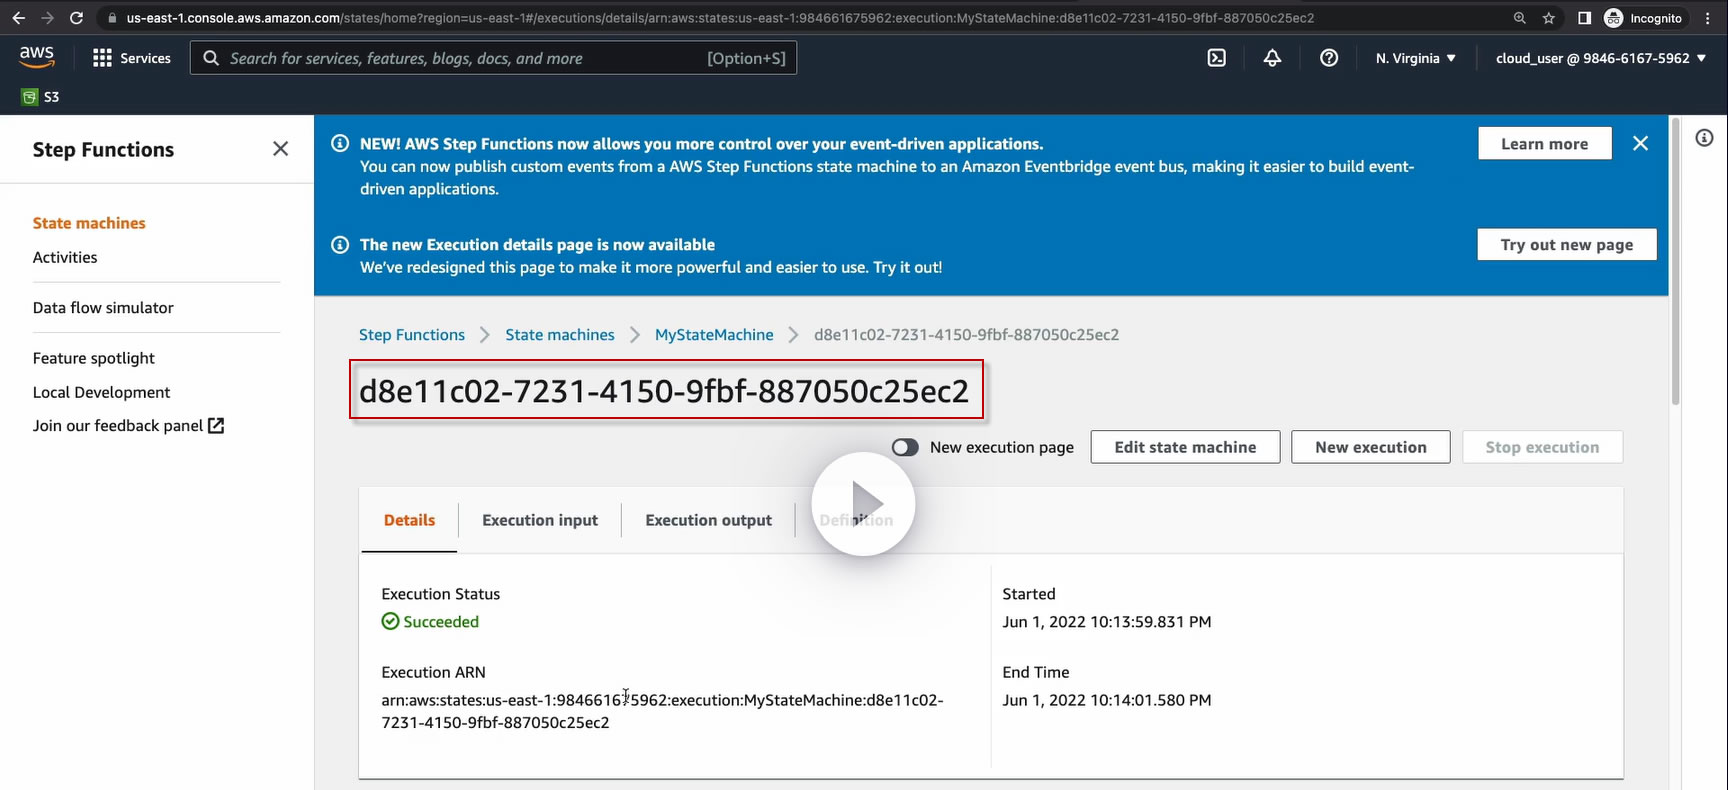 us-east-1.console.aws.amazon.com/states/home?region=us-east-1#/executions/details/arn:aws:states:us-east-1:984661675962:execution:MyStateMachine:d8e11c02-7231-4150-9fbf-887050c25ec2
Incognito
aws
Services
Search for services, features, blogs, docs, and more
[Option+S]
N. Virginia
cloud_user @ 9846-6167-5962
S3
Step Functions
State machines
Activities
Data flow simulator
Feature spotlight
Local Development
Join our feedback panel
NEW! AWS Step Functions now allows you more control over your event-driven applications.
You can now publish custom events from a AWS Step Functions state machine to an Amazon Eventbridge event bus, making it easier to build event-
driven applications.
Learn more
The new Execution details page is now available
We've redesigned this page to make it more powerful and easier to use. Try it out!
Try out new page
Step Functions
State machines
MyStateMachine
d8e11c02-7231-4150-9fbf-887050c25ec2
d8e11c02-7231-4150-9fbf-887050c25ec2
New execution page
Edit state machine
New execution
Stop execution
Details
Execution input
Execution output
Definition
Execution Status
Succeeded
Execution ARN
arn:aws:states:us-east-1:984661675962:execution:MyStateMachine:d8e11c02-
7231-4150-9fbf-887050c25ec2
Started
Jun 1, 2022 10:13:59.831 PM
End Time
Jun 1, 2022 10:14:01.580 PM